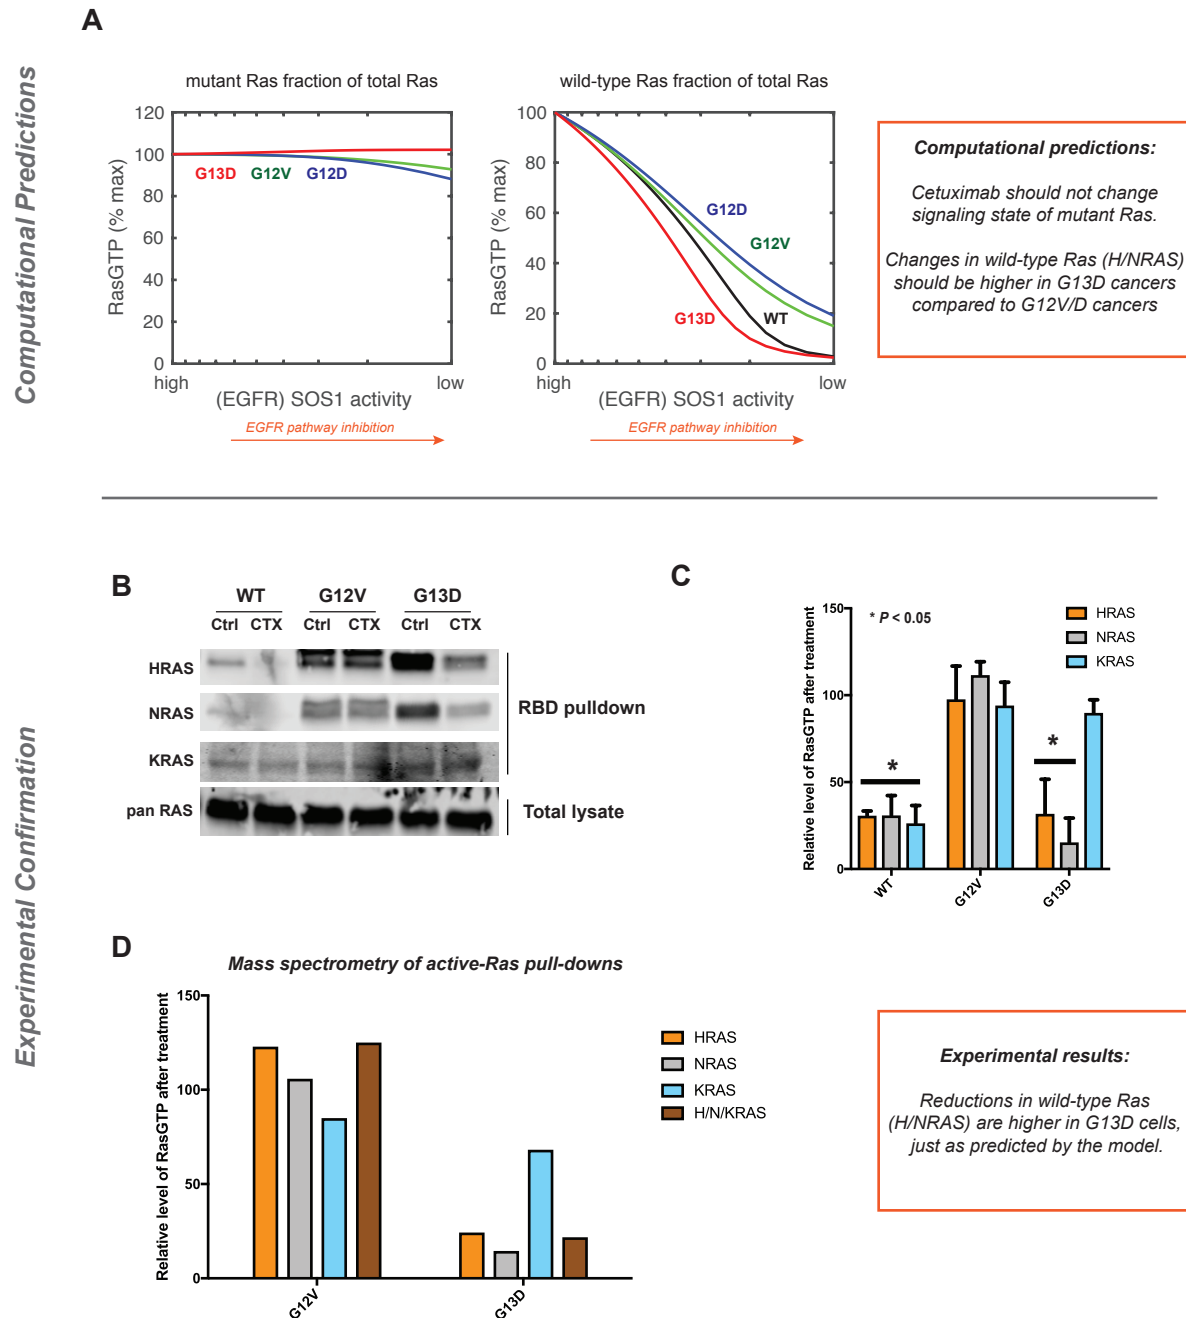 A
Computational Predictions
mutant Ras fraction of total Ras
RasGTP (% max)
120
100
80
60
40
20
0
G13D G12V G12D
high low
(EGFR) SOS1 activity
EGFR pathway inhibition
wild-type Ras fraction of total Ras
RasGTP (% max)
100
80
60
40
20
0
G12D
G12V
WT
G13D
high low
(EGFR) SOS1 activity
EGFR pathway inhibition
Computational predictions:
Cetuximab should not change
signaling state of mutant Ras.
Changes in wild-type Ras (H/NRAS)
should be higher in G13D cancers
compared to G12V/D cancers
Experimental Confirmation
B
WT G12V G13D
Ctrl CTX Ctrl CTX Ctrl CTX
HRAS
NRAS
KRAS
pan RAS
RBD pulldown
Total lysate
C
Relative level of RasGTP after treatment
150
100
50
0
* P < 0.05
HRAS
NRAS
KRAS
*
*
WT
G12V
G13D
D
Mass spectrometry of active-Ras pull-downs
Relative level of RasGTP after treatment
150
100
50
0
HRAS
NRAS
KRAS
H/N/KRAS
G12V
G13D
Experimental results:
Reductions in wild-type Ras
(H/NRAS) are higher in G13D cells,
just as predicted by the model.